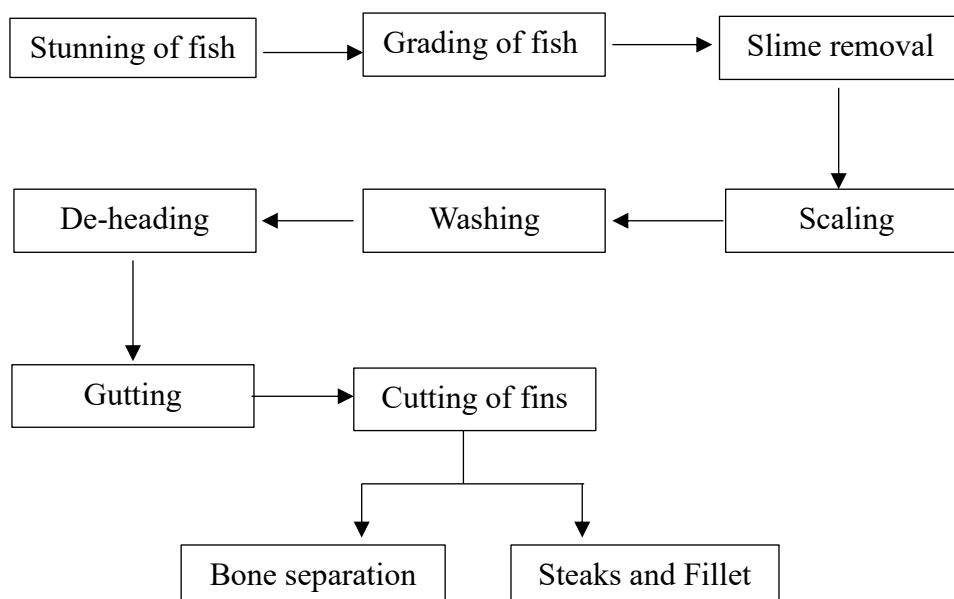 Stunning of fish
Grading of fish
Slime removal
Scaling
Washing
De-heading
Gutting
Cutting of fins
Bone separation
Steaks and Fillet